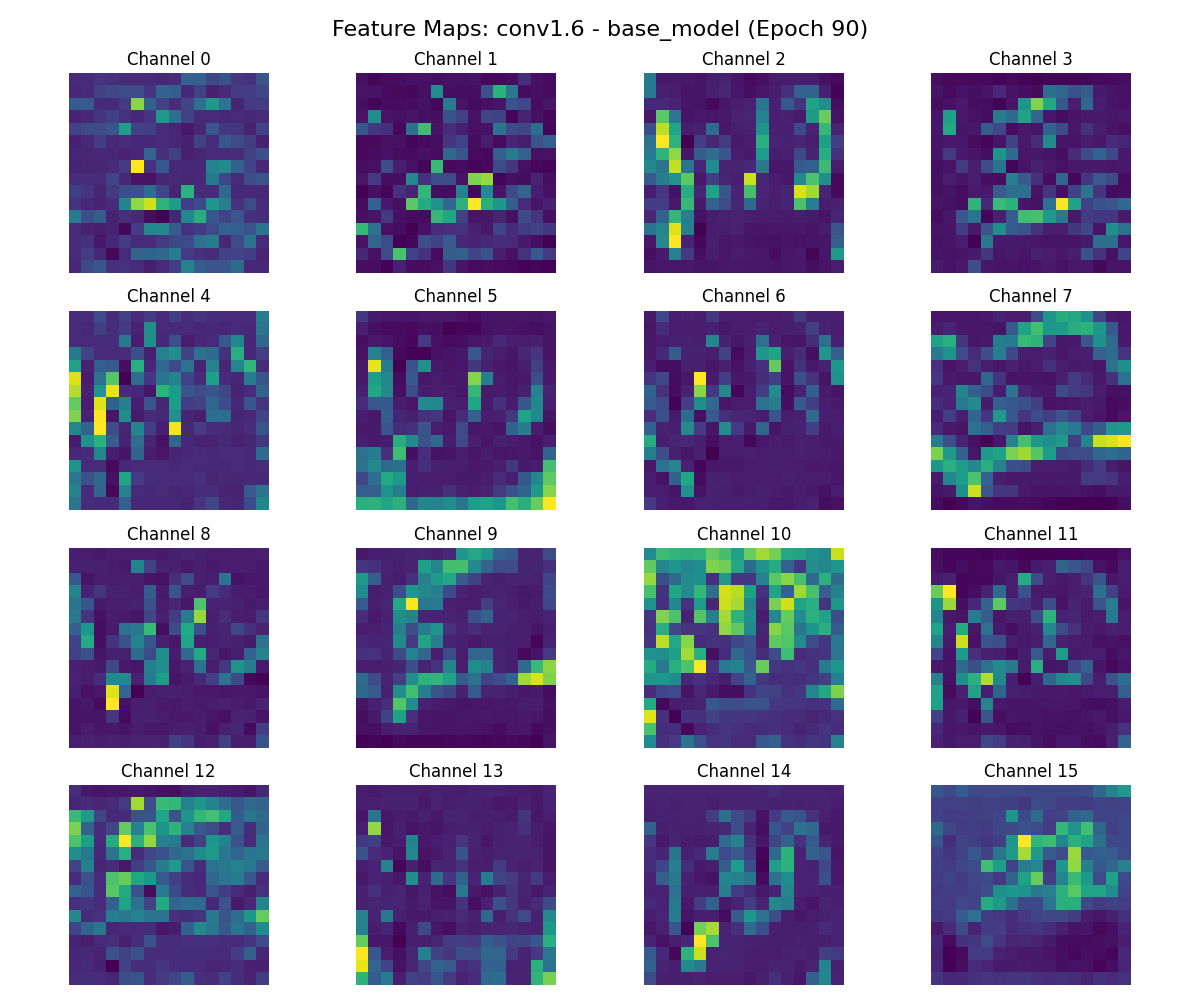 Feature Maps: conv1.6 - base_model (Epoch 90)
Channel 0
Channel 1
Channel 2
Channel 3
Channel 4
Channel 5
Channel 6
Channel 7
Channel 8
Channel 9
Channel 10
Channel 11
Channel 12
Channel 13
Channel 14
Channel 15